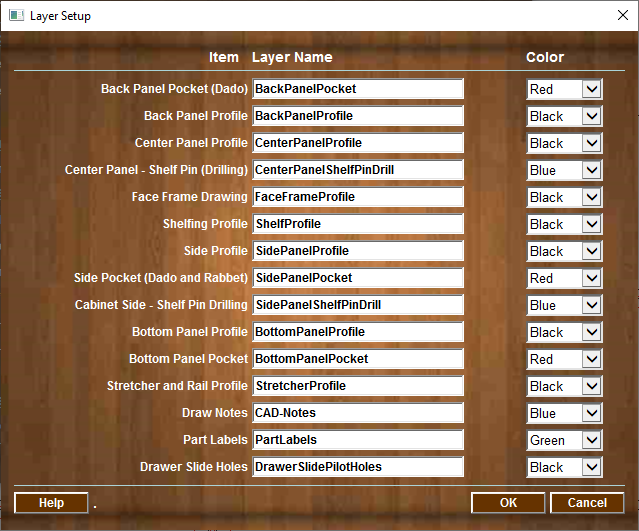 Layer Setup
Item Layer Name Color
Back Panel Pocket (Dado) BackPanelPocket Red
Back Panel Profile BackPanelProfile Black
Center Panel Profile CenterPanelProfile Black
Center Panel - Shelf Pin (Drilling) CenterPanelShelfPinDrill Blue
Face Frame Drawing FaceFrameProfile Black
Shelfing Profile ShelfProfile Black
Side Profile SidePanelProfile Black
Side Pocket (Dado and Rabbet) SidePanelPocket Red
Cabinet Side - Shelf Pin Drilling SidePanelShelfPinDrill Blue
Bottom Panel Profile BottomPanelProfile Black
Bottom Panel Pocket BottomPanelPocket Red
Stretcher and Rail Profile StretcherProfile Black
Draw Notes CAD-Notes Blue
Part Labels PartLabels Green
Drawer Slide Holes DrawerSlidePilotHoles Black
Help . OK Cancel